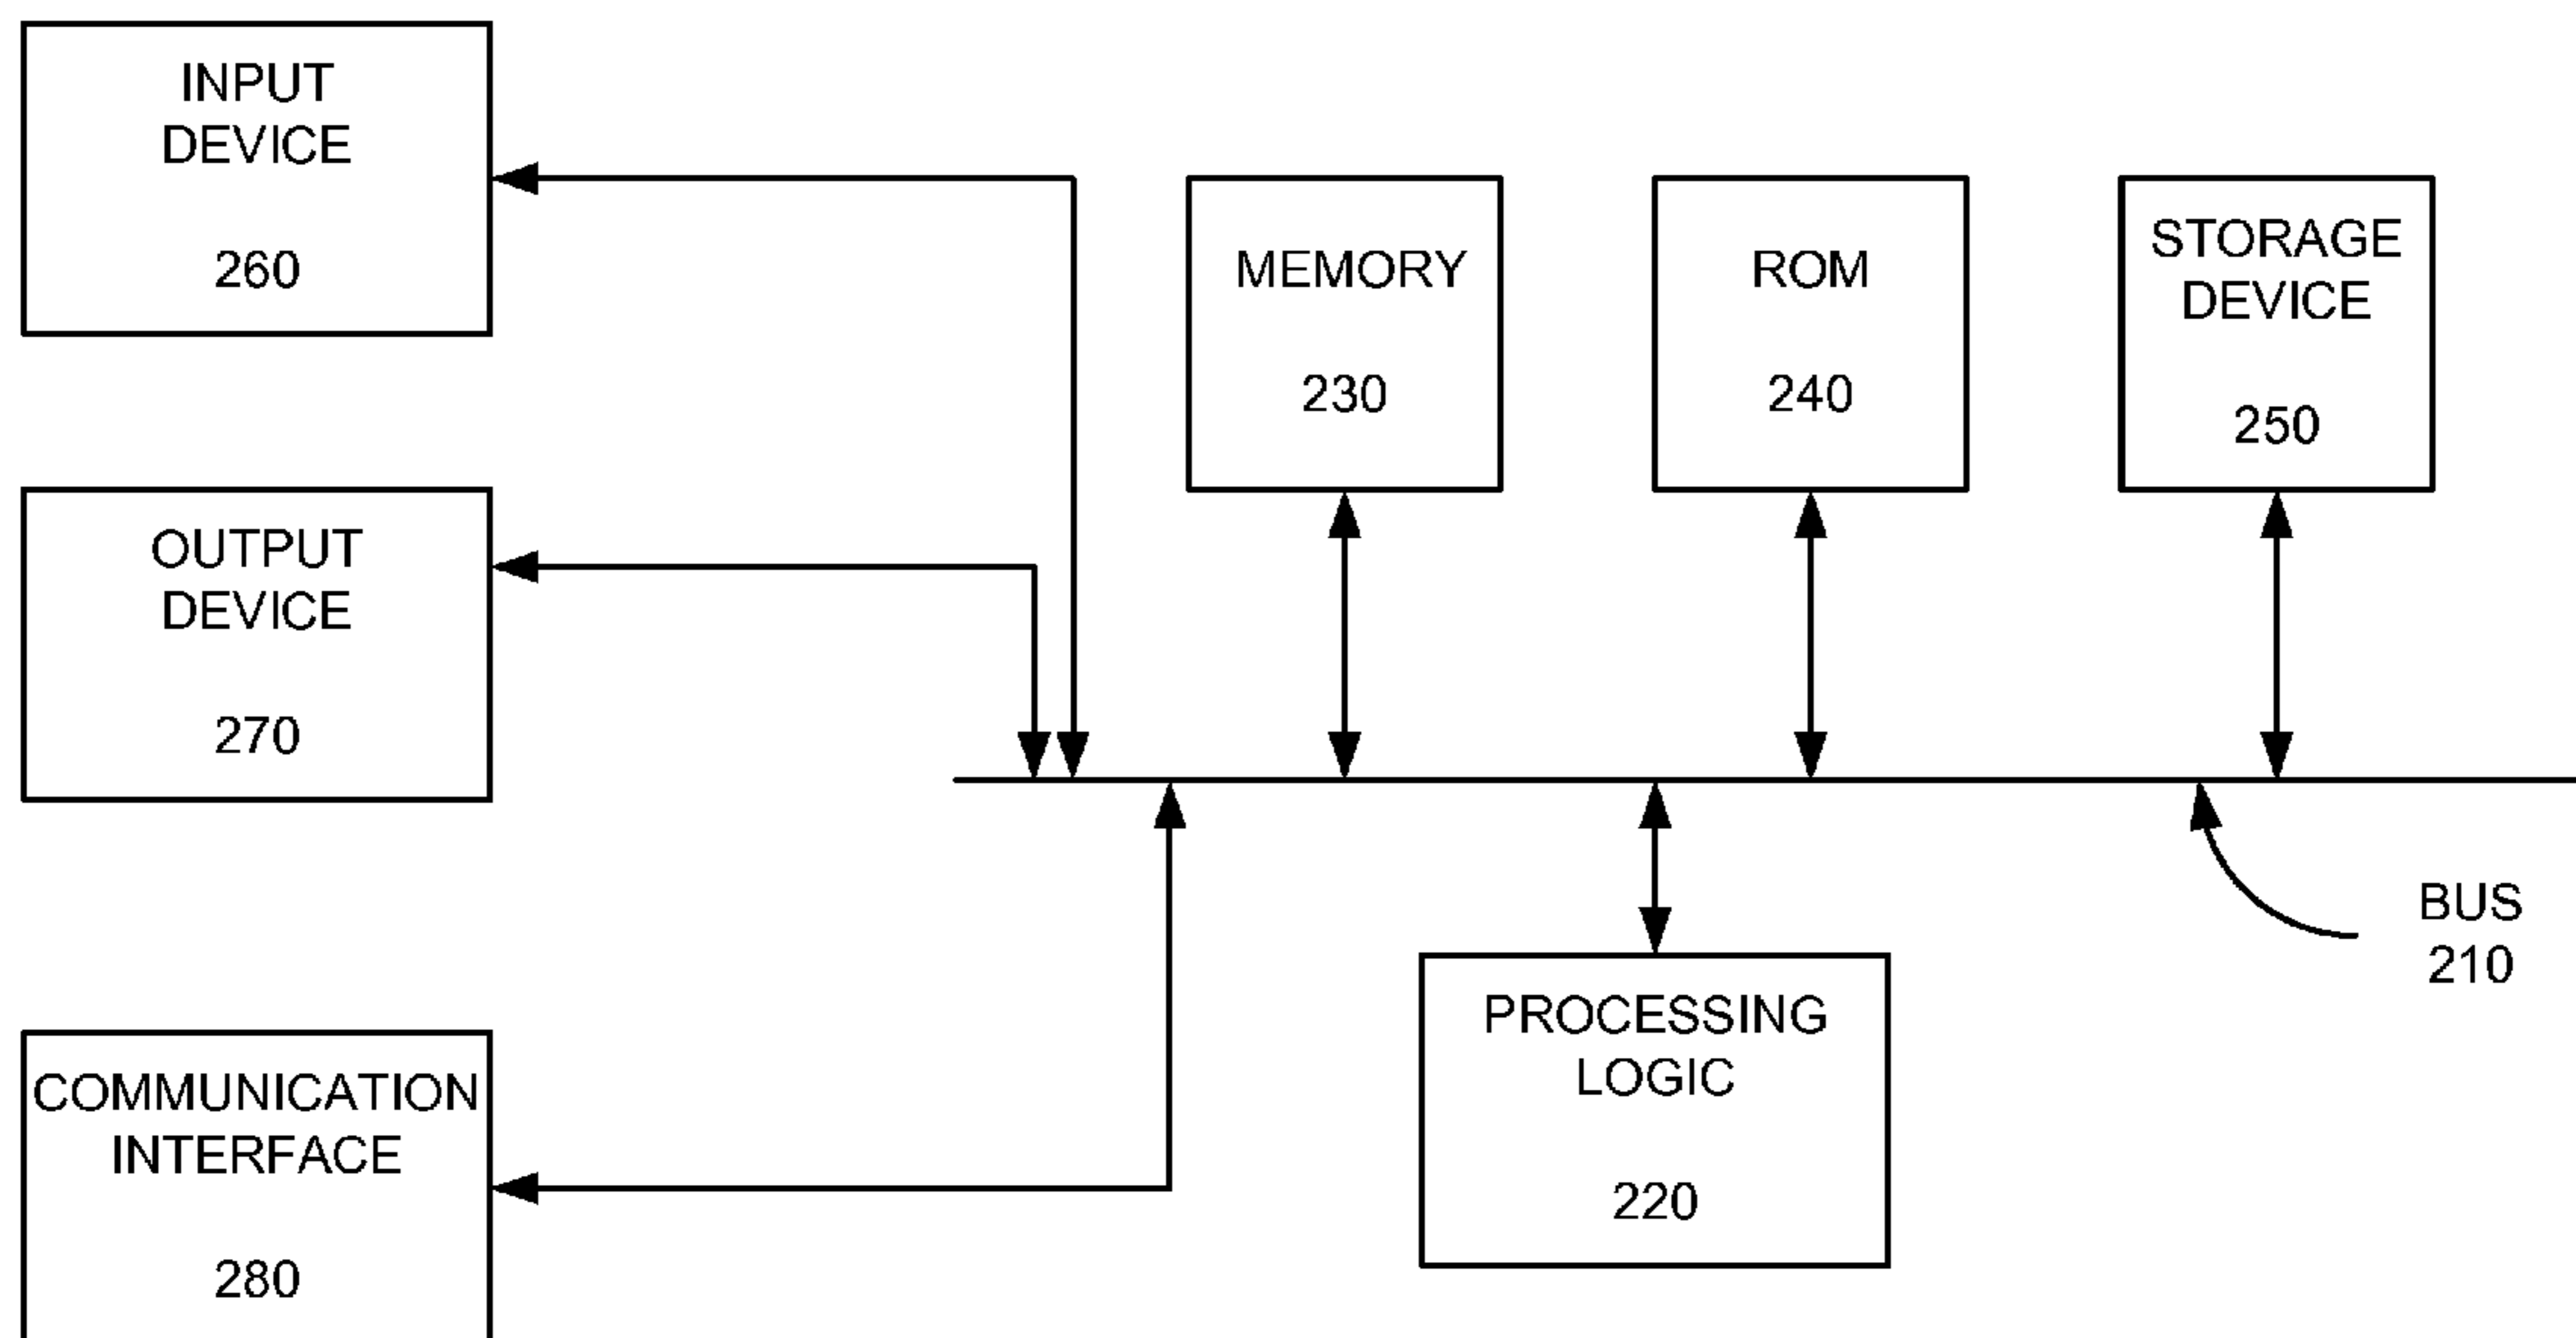 INPUT
DEVICE
260
OUTPUT
DEVICE
270
COMMUNICATION
INTERFACE
280
MEMORY
230
ROM
240
STORAGE
DEVICE
250
PROCESSING
LOGIC
220
BUS
210